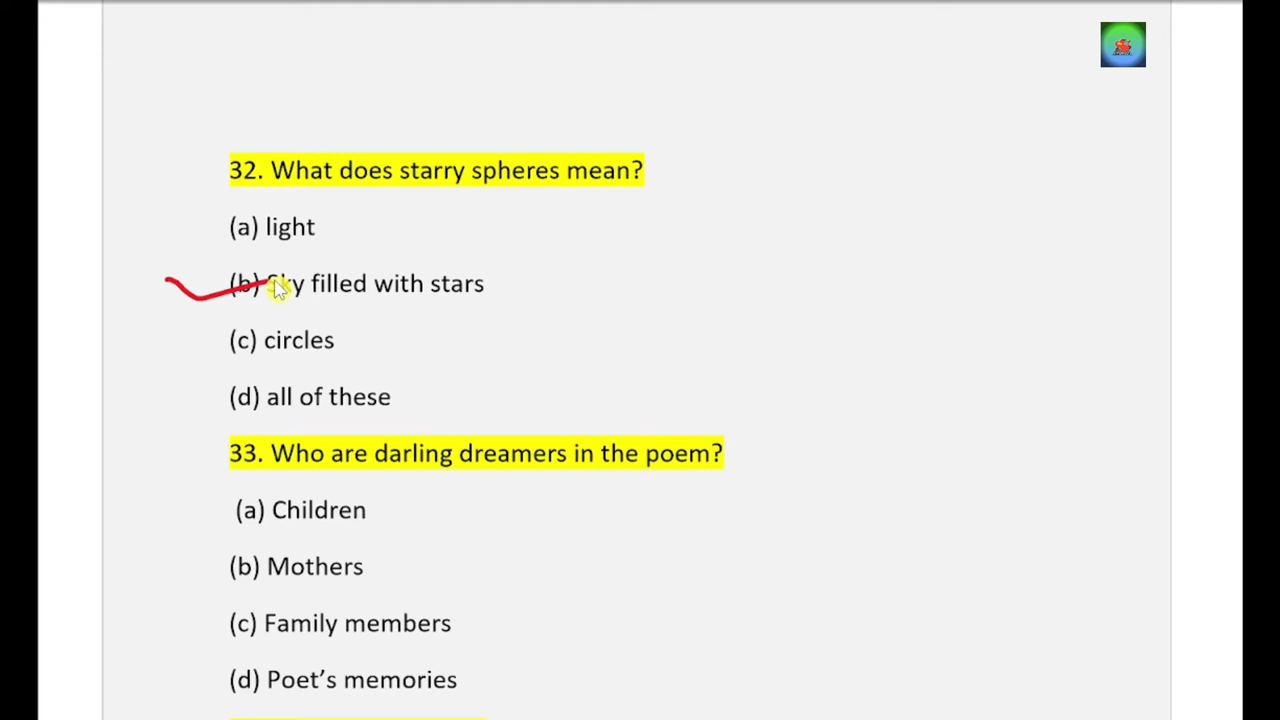 32. What does starry spheres mean?
(a) light
(b) Sky filled with stars
(c) circles
(d) all of these
33. Who are darling dreamers in the poem?
(a) Children
(b) Mothers
(c) Family members
(d) Poet’s memories